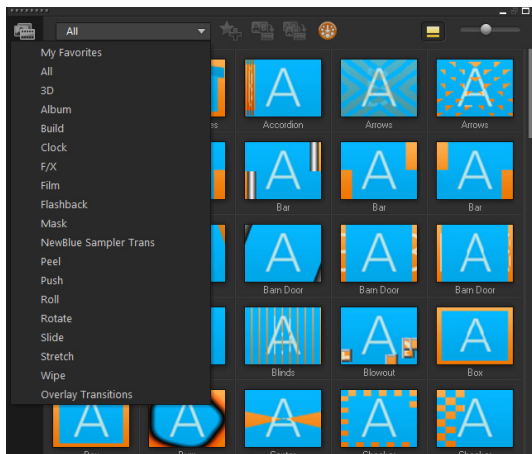 All
My Favorites
All
3D
Album
Build
Clock
F/X
Film
Flashback
Mask
NewBlue Sampler Trans
Peel
Push
Roll
Rotate
Slide
Stretch
Wipe
Overlay Transitions
A A A
es Accordion Arrows Arrows
A A A
Bar Bar Bar
A A A
Barn Door Barn Door Barn Door
A A A
Blinds Blowout Box
A A A A A